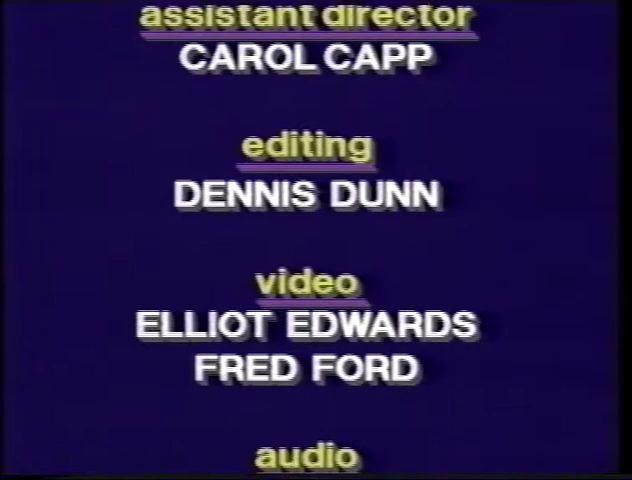 assistant director
CAROL CAPP
editing
DENNIS DUNN
video
ELLIOT EDWARDS
FRED FORD
audio